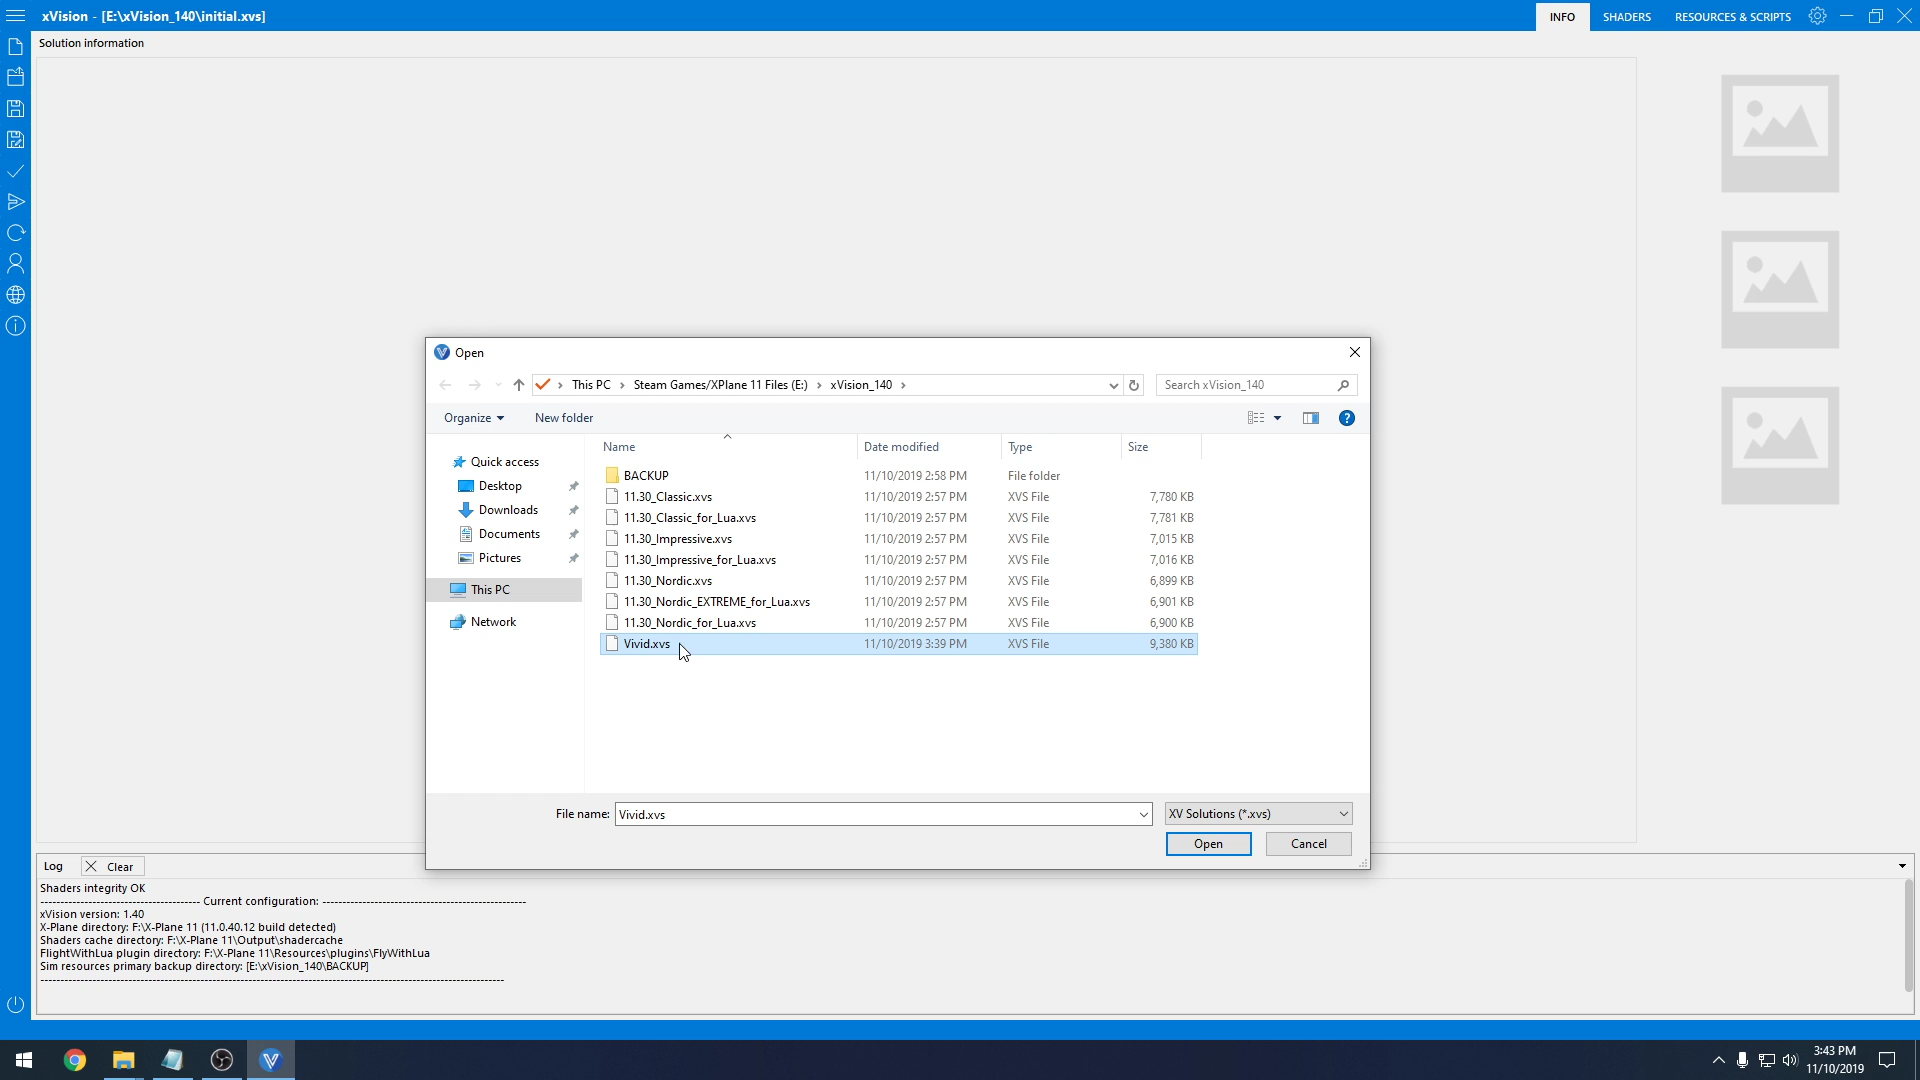 xVision - [E:\xVision_140\initial.xvs]
INFO
SHADERS
RESOURCES & SCRIPTS
Solution information
Open
This PC > Steam Games/XPlane 11 Files (E:) > xVision_140 >
Search xVision_140
Organize
New folder
Name
Date modified
Type
Size
Quick access
Desktop
Downloads
Documents
Pictures
This PC
Network
BACKUP 11/10/2019 2:58 PM File folder
11.30_Classic.xvs 11/10/2019 2:57 PM XVS File 7,780 KB
11.30_Classic_for_Lua.xvs 11/10/2019 2:57 PM XVS File 7,781 KB
11.30_Impressive.xvs 11/10/2019 2:57 PM XVS File 7,015 KB
11.30_Impressive_for_Lua.xvs 11/10/2019 2:57 PM XVS File 7,016 KB
11.30_Nordic.xvs 11/10/2019 2:57 PM XVS File 6,899 KB
11.30_Nordic_EXTREME_for_Lua.xvs 11/10/2019 2:57 PM XVS File 6,901 KB
11.30_Nordic_for_Lua.xvs 11/10/2019 2:57 PM XVS File 6,900 KB
Vivid.xvs 11/10/2019 3:39 PM XVS File 9,380 KB
File name: Vivid.xvs
XV Solutions (*.xvs)
Open
Cancel
Log
Clear
Shaders integrity OK
---------------------------------------- Current configuration: ---------------------------------------------------
xVision version: 1.40
X-Plane directory: F:\X-Plane 11 (11.0.40.12 build detected)
Shaders cache directory: F:\X-Plane 11\Output\shadercache
FlightWithLua plugin directory: F:\X-Plane 11\Resources\plugins\FlyWithLua
Sim resources primary backup directory: [E:\xVision_140\BACKUP]
--------------------------------------------------------------------------------------------------------------------
3:43 PM
11/10/2019